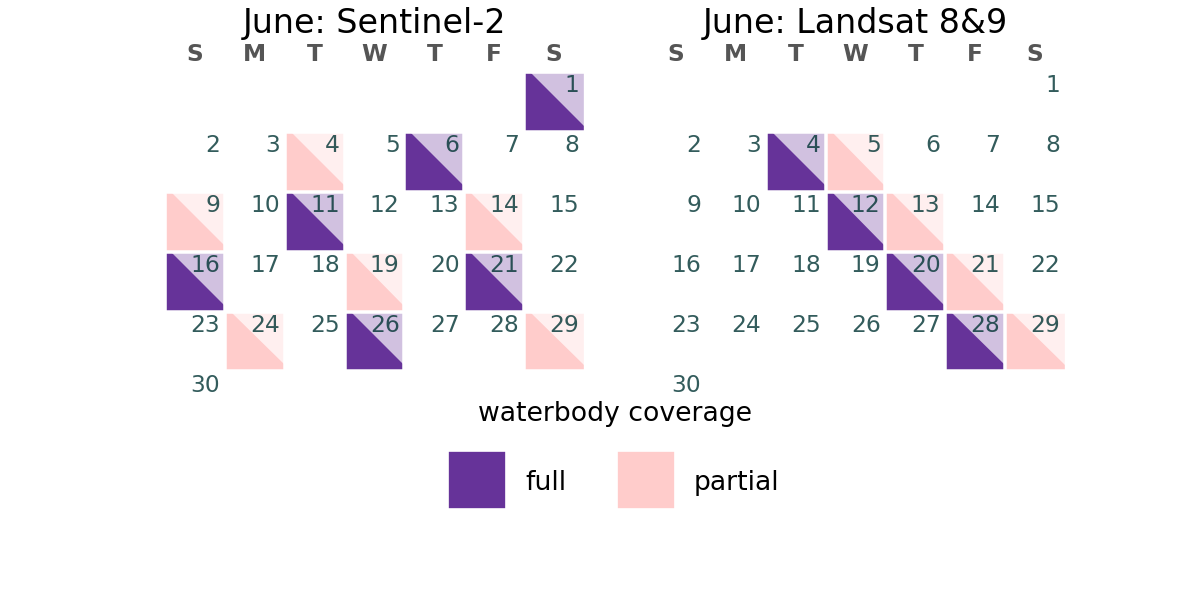 June: Sentinel-2
S M T W T F S
1
2 3 4 5 6 7 8
9 10 11 12 13 14 15
16 17 18 19 20 21 22
23 24 25 26 27 28 29
30
June: Landsat 8&9
S M T W T F S
1
2 3 4 5 6 7 8
9 10 11 12 13 14 15
16 17 18 19 20 21 22
23 24 25 26 27 28 29
30
waterbody coverage
full
partial